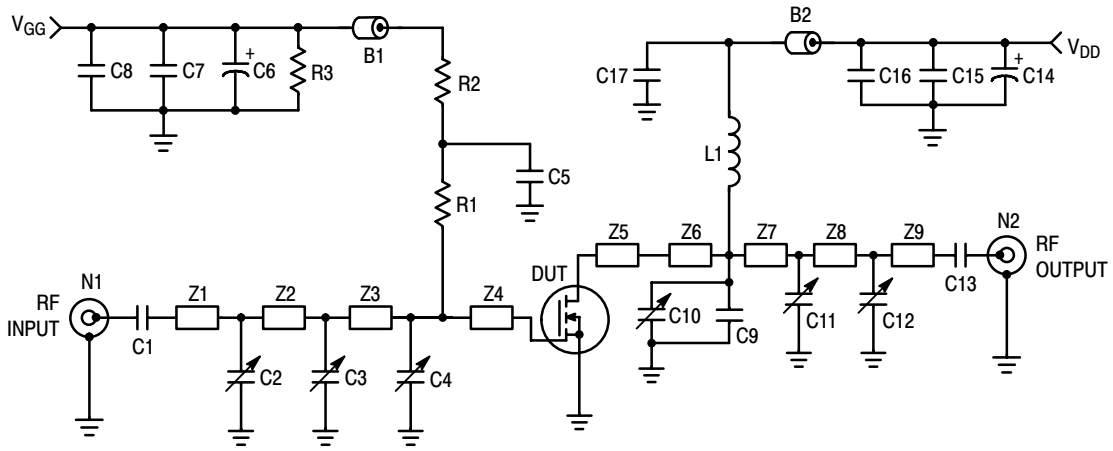 VGG
B1
C8
C7
+
C6
R3
R2
C5
R1
B2
VDD
C17
C16
C15
+
C14
L1
N1
RF
INPUT
C1
Z1
Z2
Z3
Z4
C2
C3
C4
DUT
Z5
Z6
Z7
Z8
Z9
N2
RF
OUTPUT
C13
C10
C9
C11
C12